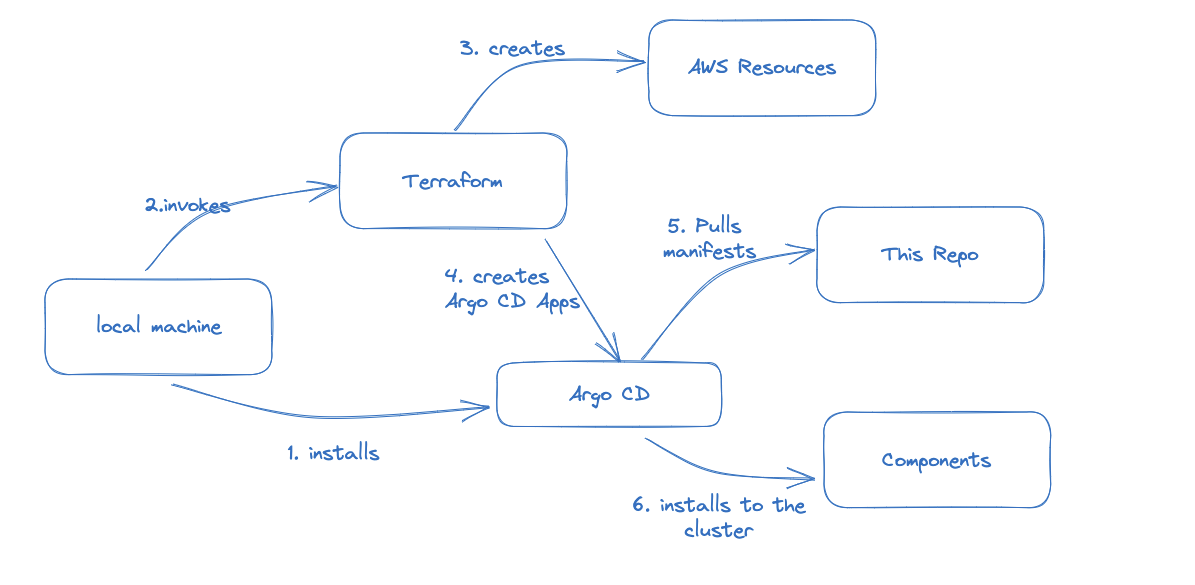 3. creates
AWS Resources
Terraform
2.invokes
5. Pulls
manifests
This Repo
4. creates
Argo CD Apps
local machine
Argo CD
1. installs
Components
6. installs to the
cluster